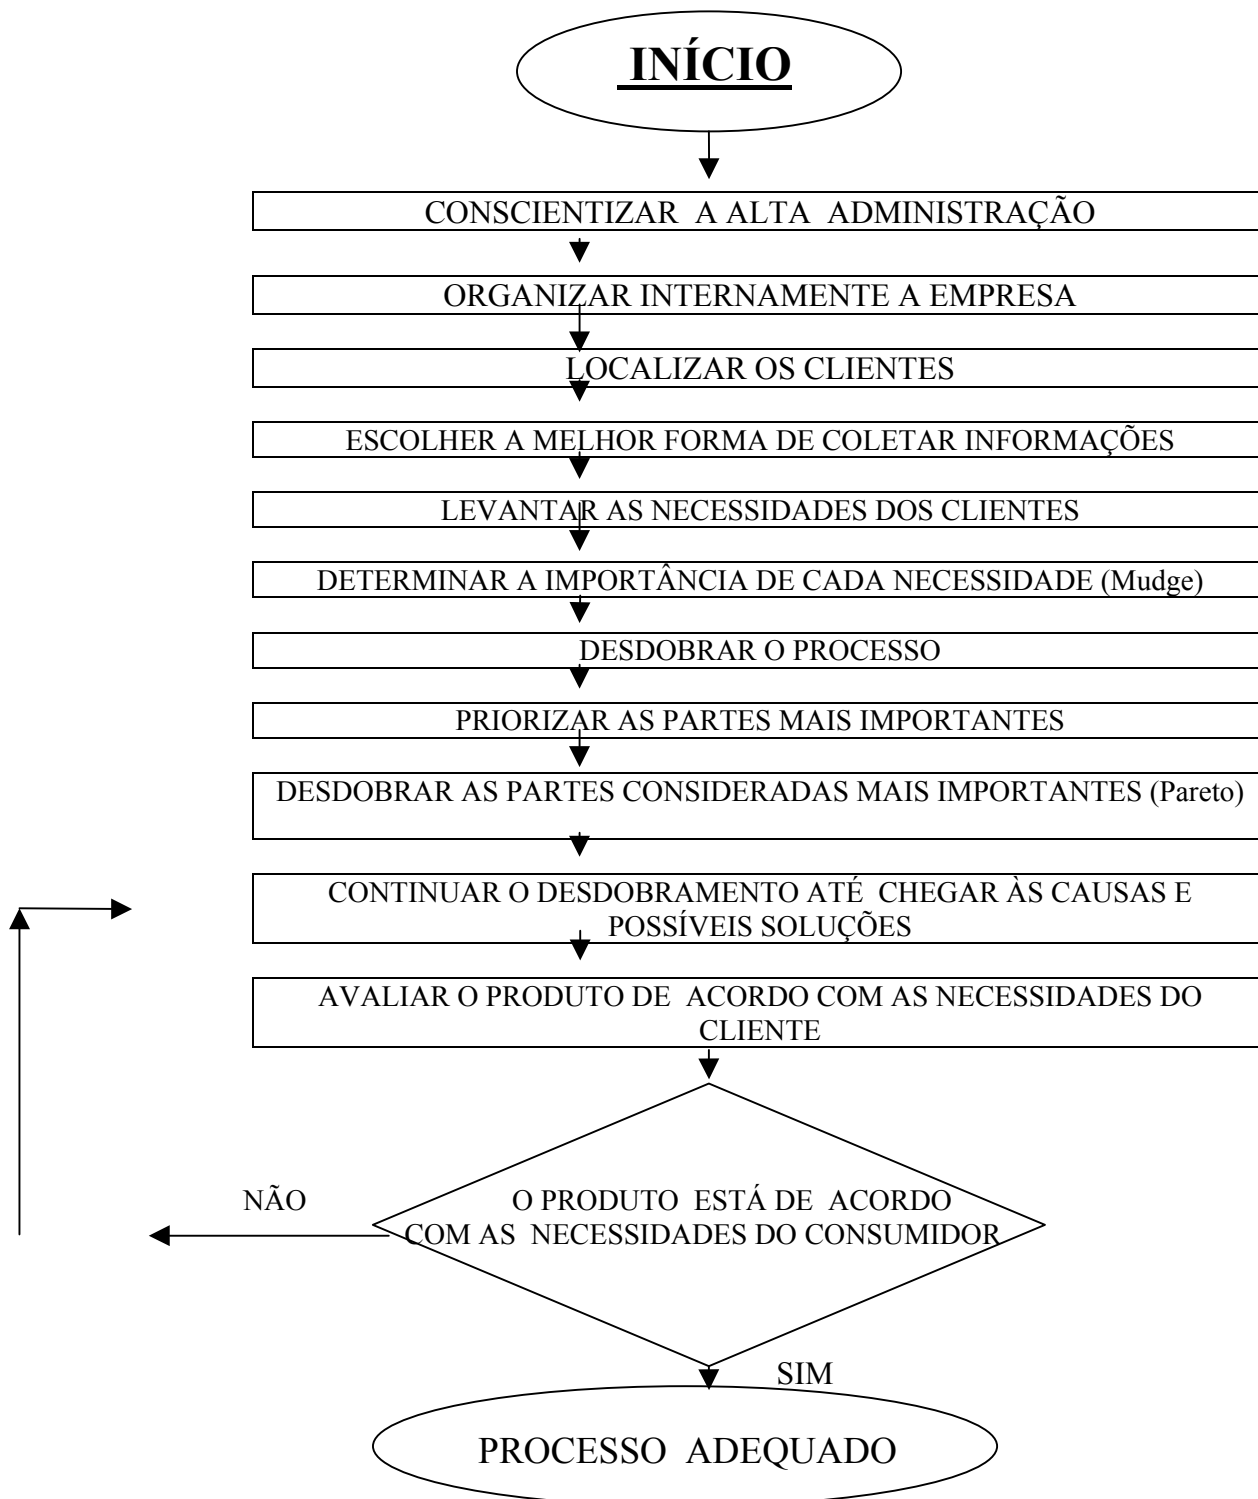 INÍCIO
CONSCIENTIZAR A ALTA ADMINISTRAÇÃO
ORGANIZAR INTERNAMENTE A EMPRESA
LOCALIZAR OS CLIENTES
ESCOLHER A MELHOR FORMA DE COLETAR INFORMAÇÕES
LEVANTAR AS NECESSIDADES DOS CLIENTES
DETERMINAR A IMPORTÂNCIA DE CADA NECESSIDADE (Mudge)
DESDOBRAR O PROCESSO
PRIORIZAR AS PARTES MAIS IMPORTANTES
DESDOBRAR AS PARTES CONSIDERADAS MAIS IMPORTANTES (Pareto)
CONTINUAR O DESDOBRAMENTO ATÉ CHEGAR ÀS CAUSAS E
POSSÍVEIS SOLUÇÕES
AVALIAR O PRODUTO DE ACORDO COM AS NECESSIDADES DO
CLIENTE
NÃO
O PRODUTO ESTÁ DE ACORDO
COM AS NECESSIDADES DO CONSUMIDOR
SIM
PROCESSO ADEQUADO